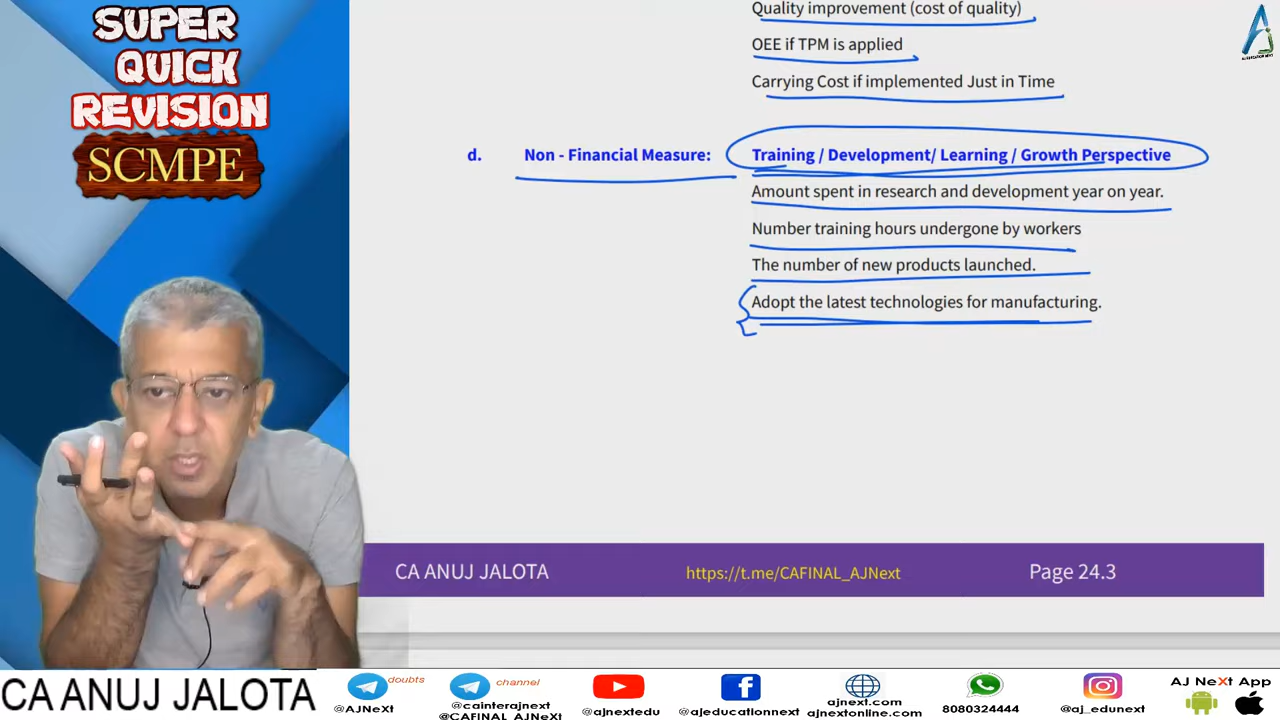 SUPER
QUICK
REVISION
SCMPE
Quality improvement (cost of quality)
OEE if TPM is applied
Carrying Cost if implemented Just in Time
d. Non - Financial Measure: Training / Development/ Learning / Growth Perspective
Amount spent in research and development year on year.
Number training hours undergone by workers
The number of new products launched.
Adopt the latest technologies for manufacturing.
CA ANUJ JALOTA https://t.me/CAFINAL_AJNext Page 24.3
CA ANUJ JALOTA
doubts
@AJNeXt
channel
@cainterajnext
@CAFINAL_AJNext
@ajnextedu
@ajeducationnext
ajnext.com
ajnextonline.com
8080324444
@aj_edunext
AJ NeXt App